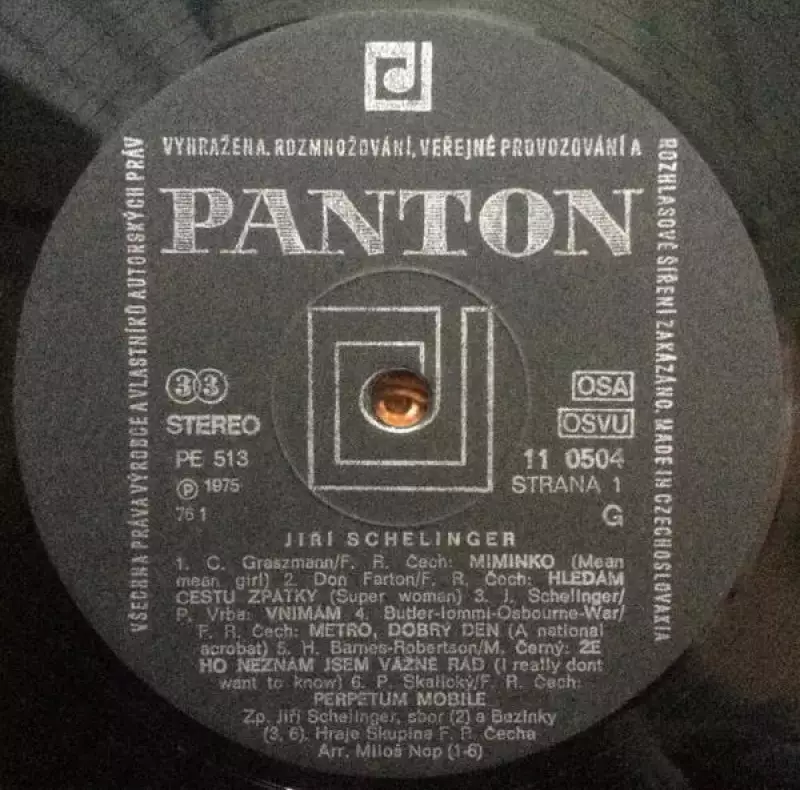 VYHRAŽENA. ROZMNOŽOVÁNÍ, VEŘEJNÉ PROVOZOVÁNÍ A
ROZHLASOVÉ ŠÍŘENÍ ZAKÁZÁNO. MADE IN CZECHOSLOVAKIA
VŠECHNA PRÁVA VÝROBCE A VLASTNÍKŮ AUTORSKÝCH PRÁV
PANTON
33
STEREO
PE 513
Ⓟ 1975
76 1
OSA
OSVU
11 0504
STRANA 1
G
JIŘÍ SCHELINGER
1. C. Graszmann/F. R. Čech: MIMINKO (Mean
mean girl) 2. Don Farton/F. R. Čech: HLEDÁM
CESTU ZPÁTKY (Super woman) 3. J. Schelinger/
P. Vrba: VNÍMÁM 4. Butler-Iommi-Osbourne-War/
F. R. Čech: METRO, DOBRÝ DEN (A national
acrobat) 5. H. Barnes-Robertson/M. Černý: ŽE
HO NEZNÁM JSEM VÁŽNĚ RÁD (I really dont
want to know) 6. P. Skalický/F. R. Čech:
PERPETUM MOBILE
Zp. Jiří Schelinger, sbor (2) a Bazinky
(3, 6). Hraje Skupina F. R. Čecha
Arr. Miloš Nop (1-6)